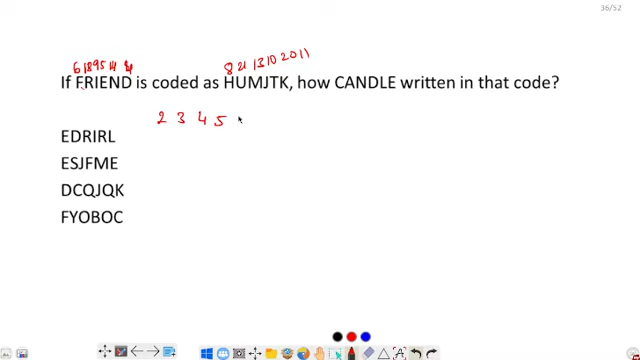 36/52
6 18 9 5 14 4 8 21 13 10 20 11
If FRIEND is coded as HUMJTK, how CANDLE written in that code?
2 3 4 5
EDRIRL
ESJFME
DCQJQK
FYOBOC